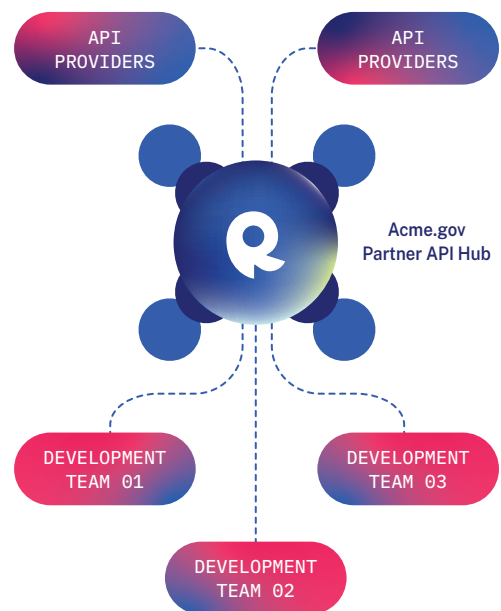 API
PROVIDERS
API
PROVIDERS
Acme.gov
Partner API Hub
DEVELOPMENT
TEAM 01
DEVELOPMENT
TEAM 03
DEVELOPMENT
TEAM 02